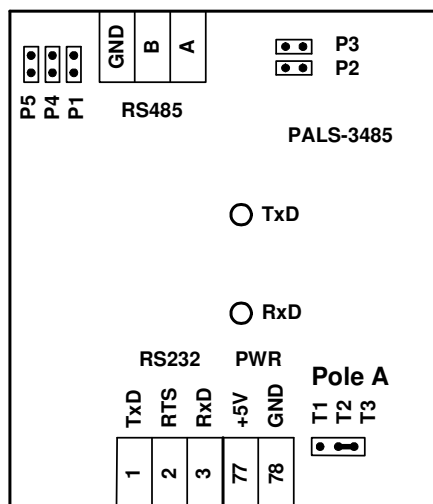 GND B A
P3
P2
P5 P4 P1
RS485
PALS-3485
TxD
RxD
RS232 PWR
Pole A
TxD RTS RxD +5V GND
T1 T2 T3
1 2 3 77 78